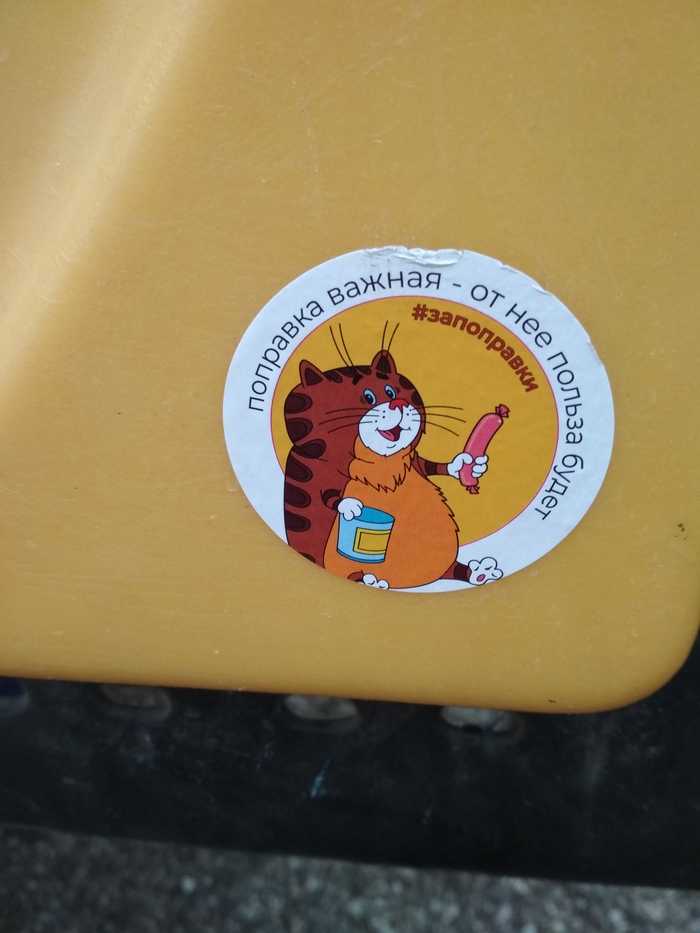 поправка важная - от нее польза будет
#запоправки